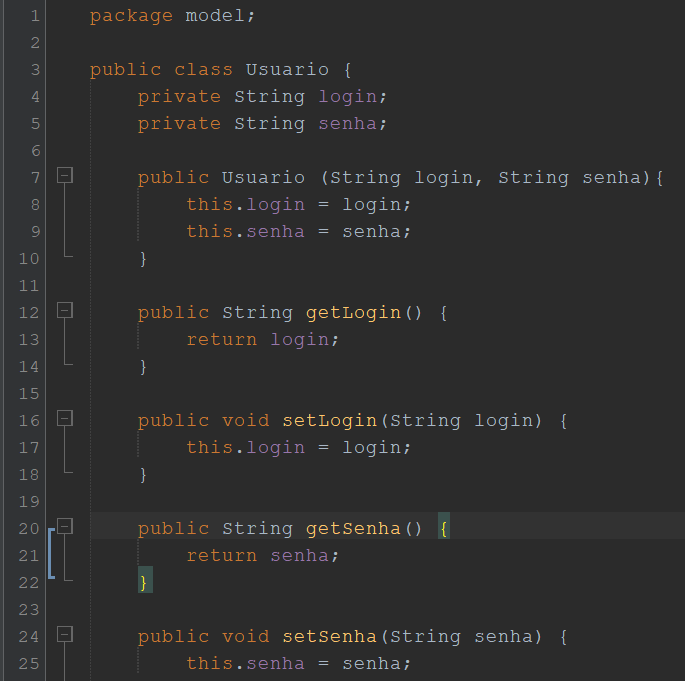 1 package model;
2
3 public class Usuario {
4     private String login;
5     private String senha;
6
7     public Usuario (String login, String senha){
8         this.login = login;
9         this.senha = senha;
10     }
11
12     public String getLogin() {
13         return login;
14     }
15
16     public void setLogin(String login) {
17         this.login = login;
18     }
19
20     public String getSenha() {
21         return senha;
22     }
23
24     public void setSenha(String senha) {
25         this.senha = senha;